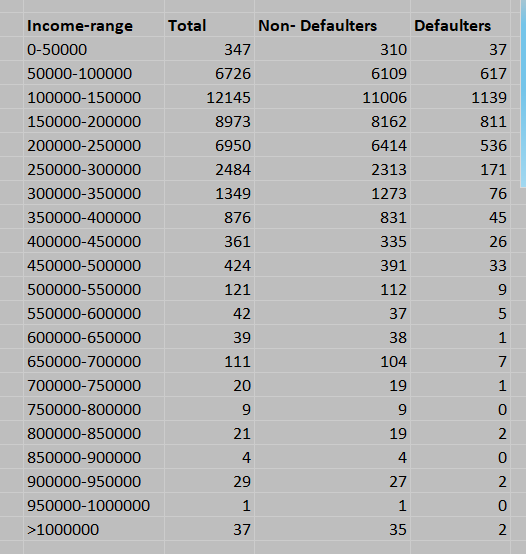 Income-range Total Non- Defaulters Defaulters
0-50000 347 310 37
50000-100000 6726 6109 617
100000-150000 12145 11006 1139
150000-200000 8973 8162 811
200000-250000 6950 6414 536
250000-300000 2484 2313 171
300000-350000 1349 1273 76
350000-400000 876 831 45
400000-450000 361 335 26
450000-500000 424 391 33
500000-550000 121 112 9
550000-600000 42 37 5
600000-650000 39 38 1
650000-700000 111 104 7
700000-750000 20 19 1
750000-800000 9 9 0
800000-850000 21 19 2
850000-900000 4 4 0
900000-950000 29 27 2
950000-1000000 1 1 0
>1000000 37 35 2